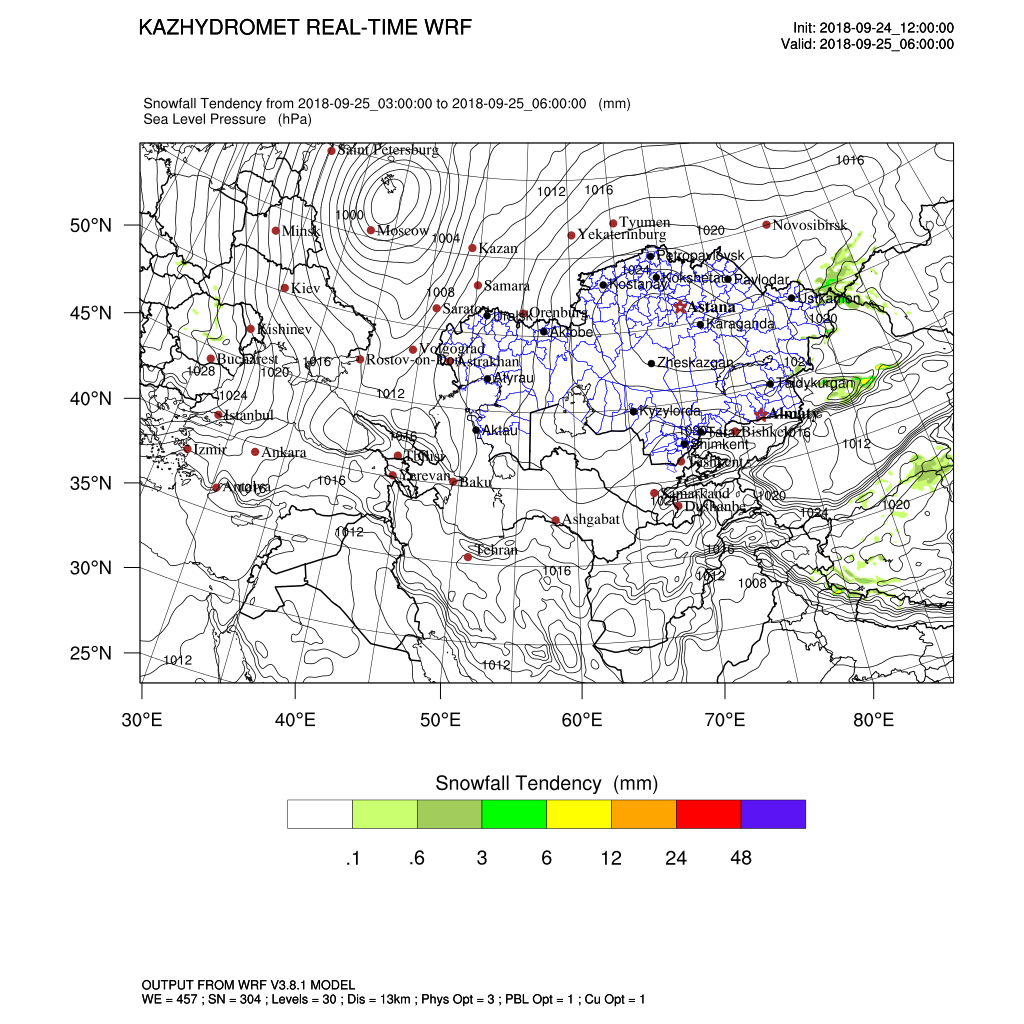 KAZHYDROMET REAL-TIME WRF
Init: 2018-09-24_12:00:00
Valid: 2018-09-25_06:00:00
Snowfall Tendency from 2018-09-25_03:00:00 to 2018-09-25_06:00:00 (mm)
Sea Level Pressure (hPa)
Saint Petersburg
1016
1012
1016
50°N
1000
Minsk
Moscow
1004
Kazan
Tyumen
Yekaterinburg
1020
Novosibirsk
Petropavlovsk
1024
Kokshetau
Pavlodar
Kostanay
Kiev
Samara
1008
Ustkamon
45°N
Saratov
Uralsk
Orenburg
Astana
1020
Kishinev
Aktobe
Karaganda
Bucharest
1016
Rostov-on-Don
Volgograd
Astrakhan
Zheskazgan
1024
1028
1020
Atyrau
Taldykurgan
40°N
1024
1012
Istanbul
Kyzylorda
Almaty
Aktau
1016
Taraz
Bishkek
1016
Izmir
Ankara
Tbilisi
Shimkent
1012
Tashkent
35°N
Antalya
1016
1016
Yerevan
Baku
Samarkand
1020
1020
Dushanbe
1024
1020
1012
Ashgabat
30°N
Tehran
1016
1016
1012
1008
25°N
1012
1012
30°E
40°E
50°E
60°E
70°E
80°E
Snowfall Tendency (mm)
.1
.6
3
6
12
24
48
OUTPUT FROM WRF V3.8.1 MODEL
WE = 457 ; SN = 304 ; Levels = 30 ; Dis = 13km ; Phys Opt = 3 ; PBL Opt = 1 ; Cu Opt = 1